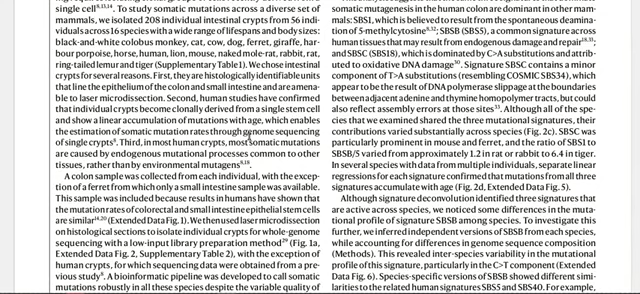 single cell8,13,14. To study somatic mutations across a diverse set of
mammals, we isolated 208 individual intestinal crypts from 56 indi-
viduals across 16 species with a wide range of lifespans and body sizes:
black-and-white colobus monkey, cat, cow, dog, ferret, giraffe, har-
bour porpoise, horse, human, lion, mouse, naked mole-rat, rabbit, rat,
ring-tailed lemur and tiger (Supplementary Table 1). We chose intestinal
crypts for several reasons. First, they are histologically identifiable units
that line the epithelium of the colon and small intestine and are amena-
ble to laser microdissection. Second, human studies have confirmed
that individual crypts become clonally derived from a single stem cell
and show a linear accumulation of mutations with age, which enables
the estimation of somatic mutation rates through genome sequencing
of single crypts8. Third, in most human crypts, most somatic mutations
are caused by endogenous mutational processes common to other
tissues, rather than by environmental mutagens8,18.
A colon sample was collected from each individual, with the excep-
tion of a ferret from which only a small intestine sample was available.
This sample was included because results in humans have shown that
the mutation rates of colorectal and small intestine epithelial stem cells
are similar14,20 (Extended Data Fig. 1). We then used laser microdissection
on histological sections to isolate individual crypts for whole-genome
sequencing with a low-input library preparation method29 (Fig. 1a,
Extended Data Fig. 2, Supplementary Table 2), with the exception of
human crypts, for which sequencing data were obtained from a pre-
vious study8. A bioinformatic pipeline was developed to call somatic
mutations robustly in all these species despite the variable quality of
somatic mutagenesis in the human colon are dominant in other mam-
mals: SBS1, which is believed to result from the spontaneous deamina-
tion of 5-methylcytosine8,32; SBSB (SBS5), a common signature across
human tissues that may result from endogenous damage and repair18,33;
and SBSC (SBS18), which is dominated by C>A substitutions and attrib-
uted to oxidative DNA damage30. Signature SBSC contains a minor
component of T>A substitutions (resembling COSMIC SBS34), which
appear to be the result of DNA polymerase slippage at the boundaries
between adjacent adenine and thymine homopolymer tracts, but could
also reflect assembly errors at those sites33. Although all of the spe-
cies that we examined shared the three mutational signatures, their
contributions varied substantially across species (Fig. 2c). SBSC was
particularly prominent in mouse and ferret, and the ratio of SBS1 to
SBSB/5 varied from approximately 1.2 in rat or rabbit to 6.4 in tiger.
In several species with data from multiple individuals, separate linear
regressions for each signature confirmed that mutations from all three
signatures accumulate with age (Fig. 2d, Extended Data Fig. 5).
Although signature deconvolution identified three signatures that
are active across species, we noticed some differences in the muta-
tional profile of signature SBSB among species. To investigate this
further, we inferred independent versions of SBSB from each species,
while accounting for differences in genome sequence composition
(Methods). This revealed inter-species variability in the mutational
profile of this signature, particularly in the C>T component (Extended
Data Fig. 6). Species-specific versions of SBSB showed different simi-
larities to the related human signatures SBS5 and SBS40. For example,